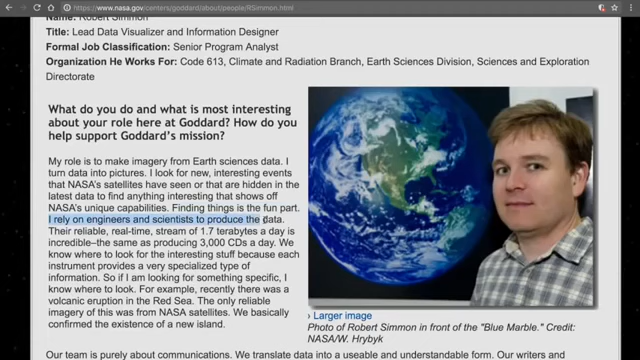 https://www.nasa.gov/centers/goddard/about/people/RSimmon.html
Name: Robert Simmon
Title: Lead Data Visualizer and Information Designer
Formal Job Classification: Senior Program Analyst
Organization He Works For: Code 613, Climate and Radiation Branch, Earth Sciences Division, Sciences and Exploration
Directorate
What do you do and what is most interesting
about your role here at Goddard? How do you
help support Goddard's mission?
My role is to make imagery from Earth sciences data. I
turn data into pictures. I look for new, interesting events
that NASA's satellites have seen or that are hidden in the
latest data to find anything interesting that shows off
NASA's unique capabilities. Finding things is the fun part.
I rely on engineers and scientists to produce the data.
Their reliable, real-time, stream of 1.7 terabytes a day is
incredible–the same as producing 3,000 CDs a day. We
know where to look for the interesting stuff because each
instrument provides a very specialized type of
information. So if I am looking for something specific, I
know where to look. For example, recently there was a
volcanic eruption in the Red Sea. The only reliable
imagery of this was from NASA satellites. We basically
confirmed the existence of a new island.
› Larger image
Photo of Robert Simmon in front of the "Blue Marble." Credit:
NASA/W. Hrybyk
Our team is purely about communications. We translate data into a useable and understandable form. Our writers and